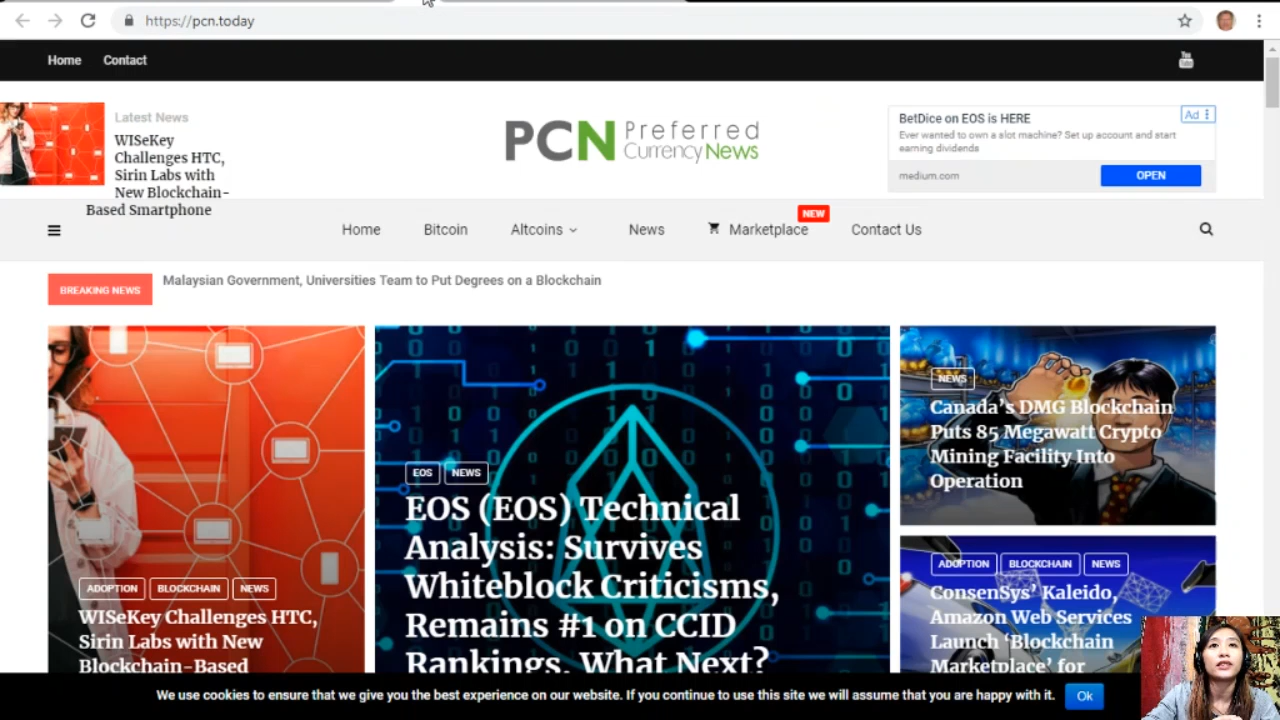 https://pcn.today
Home Contact
You
Tube
Latest News
WISeKey
Challenges HTC,
Sirin Labs with
New Blockchain-
Based Smartphone
PCN Preferred
Currency News
BetDice on EOS is HERE
Ad
Ever wanted to own a slot machine? Set up account and start
earning dividends
medium.com
OPEN
NEW
Home Bitcoin Altcoins News Marketplace Contact Us
BREAKING NEWS
Malaysian Government, Universities Team to Put Degrees on a Blockchain
ADOPTION BLOCKCHAIN NEWS
WISeKey Challenges HTC,
Sirin Labs with New
Blockchain-Based
EOS NEWS
EOS (EOS) Technical
Analysis: Survives
Whiteblock Criticisms,
Remains #1 on CCID
Rankings, What Next?
NEWS
Canada's DMG Blockchain
Puts 85 Megawatt Crypto
Mining Facility Into
Operation
ADOPTION BLOCKCHAIN NEWS
ConsenSys' Kaleido,
Amazon Web Services
Launch 'Blockchain
Marketplace' for
We use cookies to ensure that we give you the best experience on our website. If you continue to use this site we will assume that you are happy with it.
Ok